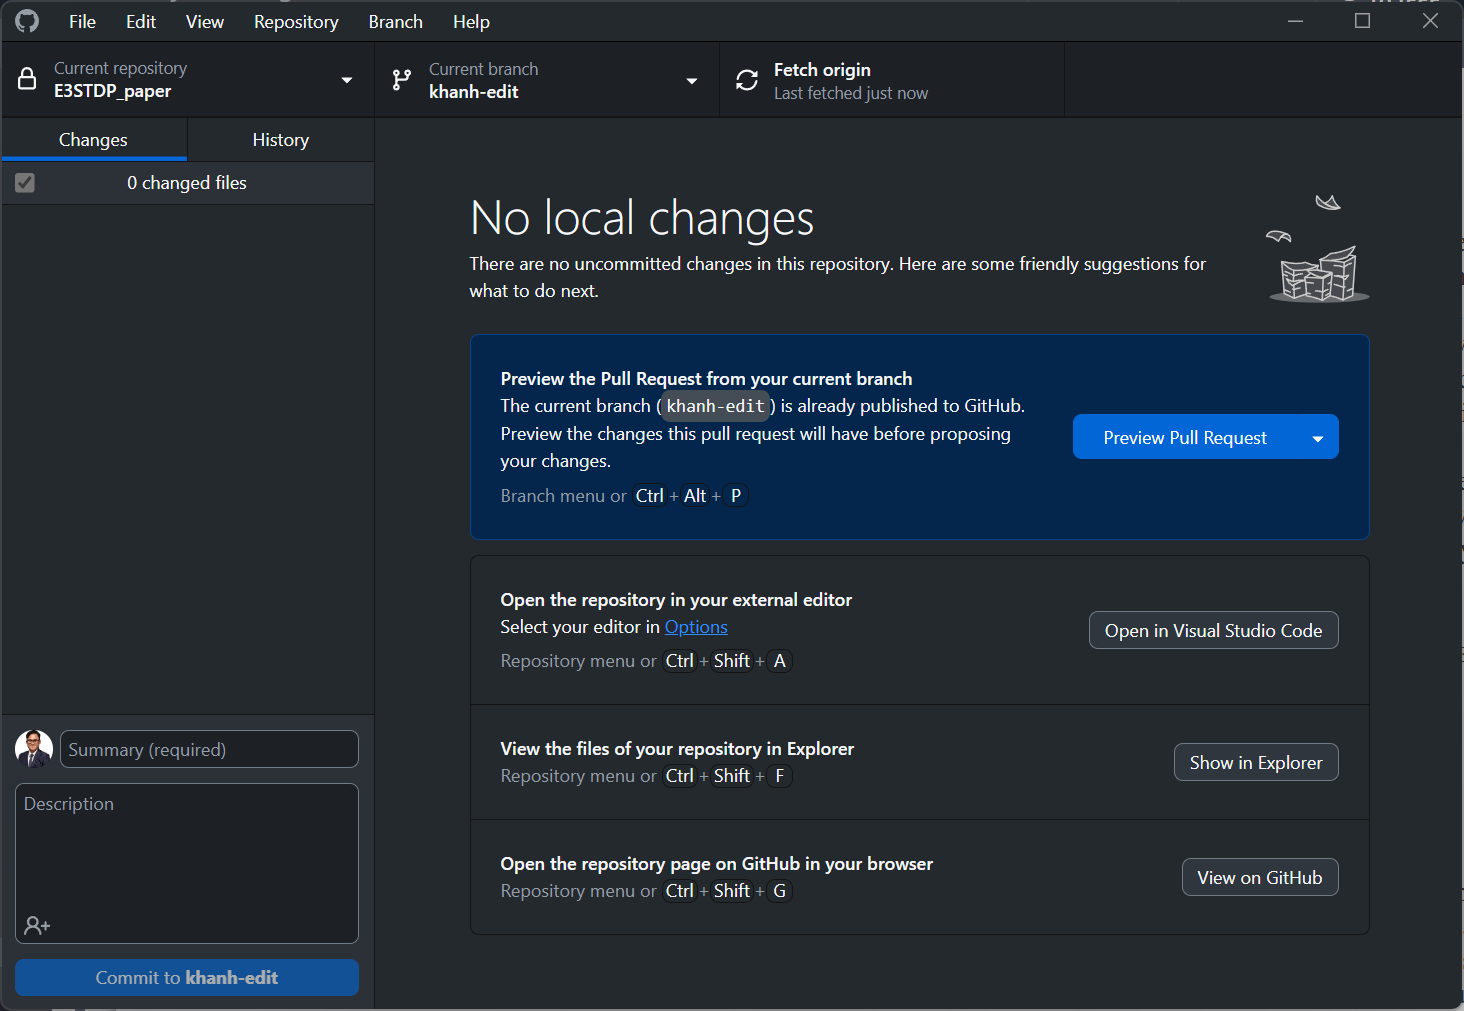 File Edit View Repository Branch Help
Current repository
E3STDP_paper
Current branch
khanh-edit
Fetch origin
Last fetched just now
Changes
History
0 changed files
No local changes
There are no uncommitted changes in this repository. Here are some friendly suggestions for
what to do next.
Preview the Pull Request from your current branch
The current branch (khanh-edit) is already published to GitHub.
Preview the changes this pull request will have before proposing
your changes.
Branch menu or Ctrl + Alt + P
Preview Pull Request
Open the repository in your external editor
Select your editor in Options
Repository menu or Ctrl + Shift + A
Open in Visual Studio Code
View the files of your repository in Explorer
Repository menu or Ctrl + Shift + F
Show in Explorer
Open the repository page on GitHub in your browser
Repository menu or Ctrl + Shift + G
View on GitHub
Summary (required)
Description
Commit to khanh-edit